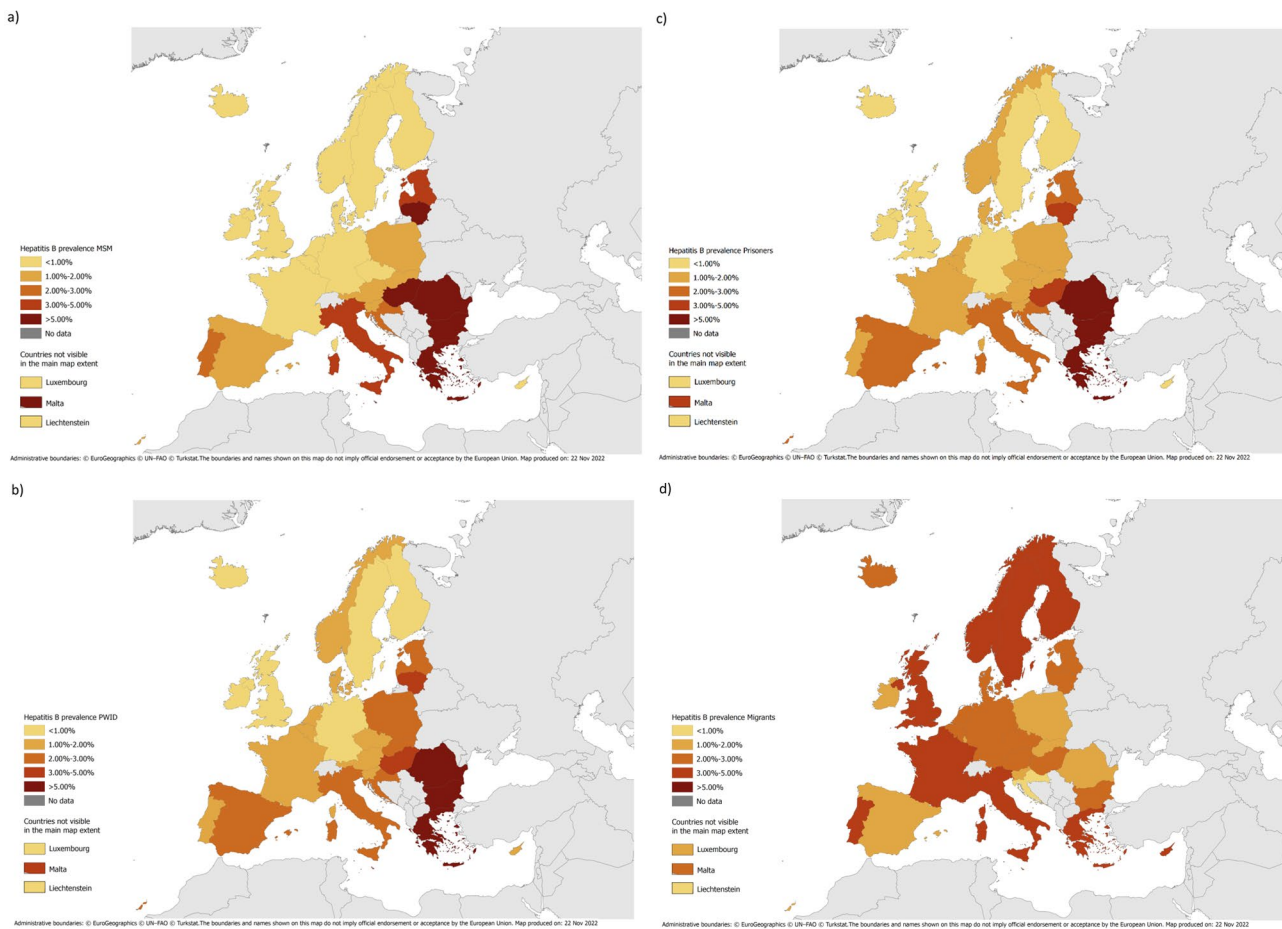 a)
Hepatitis B prevalence MSM
<1.00%
1.00%-2.00%
2.00%-3.00%
3.00%-5.00%
>5.00%
No data
Countries not visible
in the main map extent
Luxembourg
Malta
Liechtenstein
Administrative boundaries: © EuroGeographics © UN–FAO © Turkstat.The boundaries and names shown on this map do not imply official endorsement or acceptance by the European Union. Map produced on: 22 Nov 2022
c)
Hepatitis B prevalence Prisoners
<1.00%
1.00%-2.00%
2.00%-3.00%
3.00%-5.00%
>5.00%
No data
Countries not visible
in the main map extent
Luxembourg
Malta
Liechtenstein
Administrative boundaries: © EuroGeographics © UN–FAO © Turkstat.The boundaries and names shown on this map do not imply official endorsement or acceptance by the European Union. Map produced on: 22 Nov 2022
b)
Hepatitis B prevalence PWID
<1.00%
1.00%-2.00%
2.00%-3.00%
3.00%-5.00%
>5.00%
No data
Countries not visible
in the main map extent
Luxembourg
Malta
Liechtenstein
Administrative boundaries: © EuroGeographics © UN–FAO © Turkstat.The boundaries and names shown on this map do not imply official endorsement or acceptance by the European Union. Map produced on: 22 Nov 2022
d)
Hepatitis B prevalence Migrants
<1.00%
1.00%-2.00%
2.00%-3.00%
3.00%-5.00%
>5.00%
No data
Countries not visible
in the main map extent
Luxembourg
Malta
Liechtenstein
Administrative boundaries: © EuroGeographics © UN–FAO © Turkstat.The boundaries and names shown on this map do not imply official endorsement or acceptance by the European Union. Map produced on: 22 Nov 2022